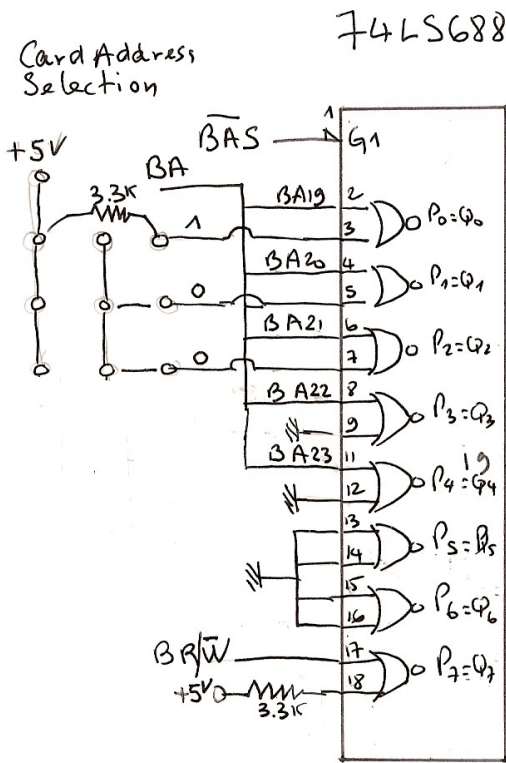 74LS688
Card Address
Selection
+5V
3.3K
1
0
0
BAS
BA
1
G1
BA19 2
3
P0=Q0
BA20 4
5
P1=Q1
BA21 6
7
P2=Q2
BA22 8
9
P3=Q3
BA23 11
12
19
P4=Q4
13
14
P5=Q5
15
16
P6=Q6
BR/W 17
18
P7=Q7
+5V
3.3K